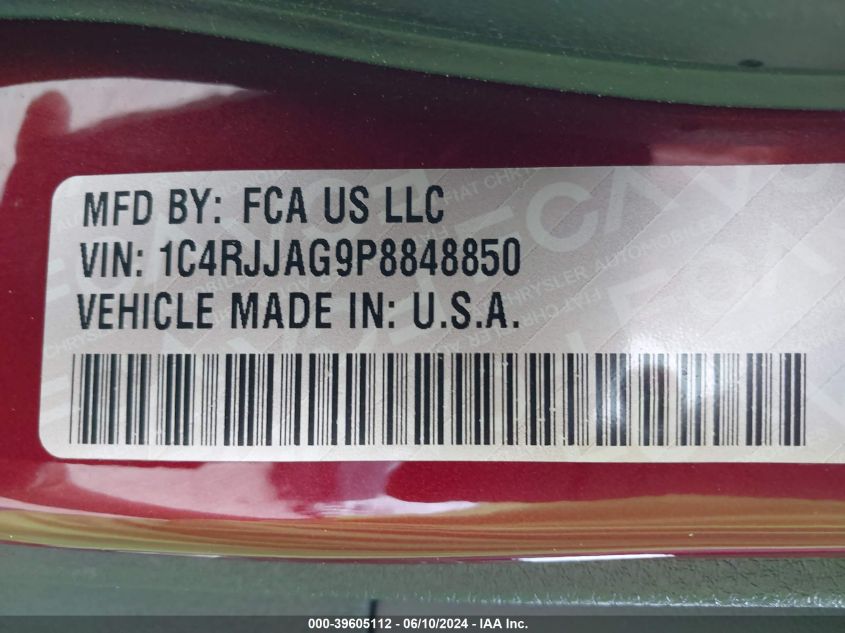 MFD BY: FCA US LLC
VIN: 1C4RJJAG9P8848850
VEHICLE MADE IN: U.S.A.
000-39605112 - 06/10/2024 - IAA Inc.